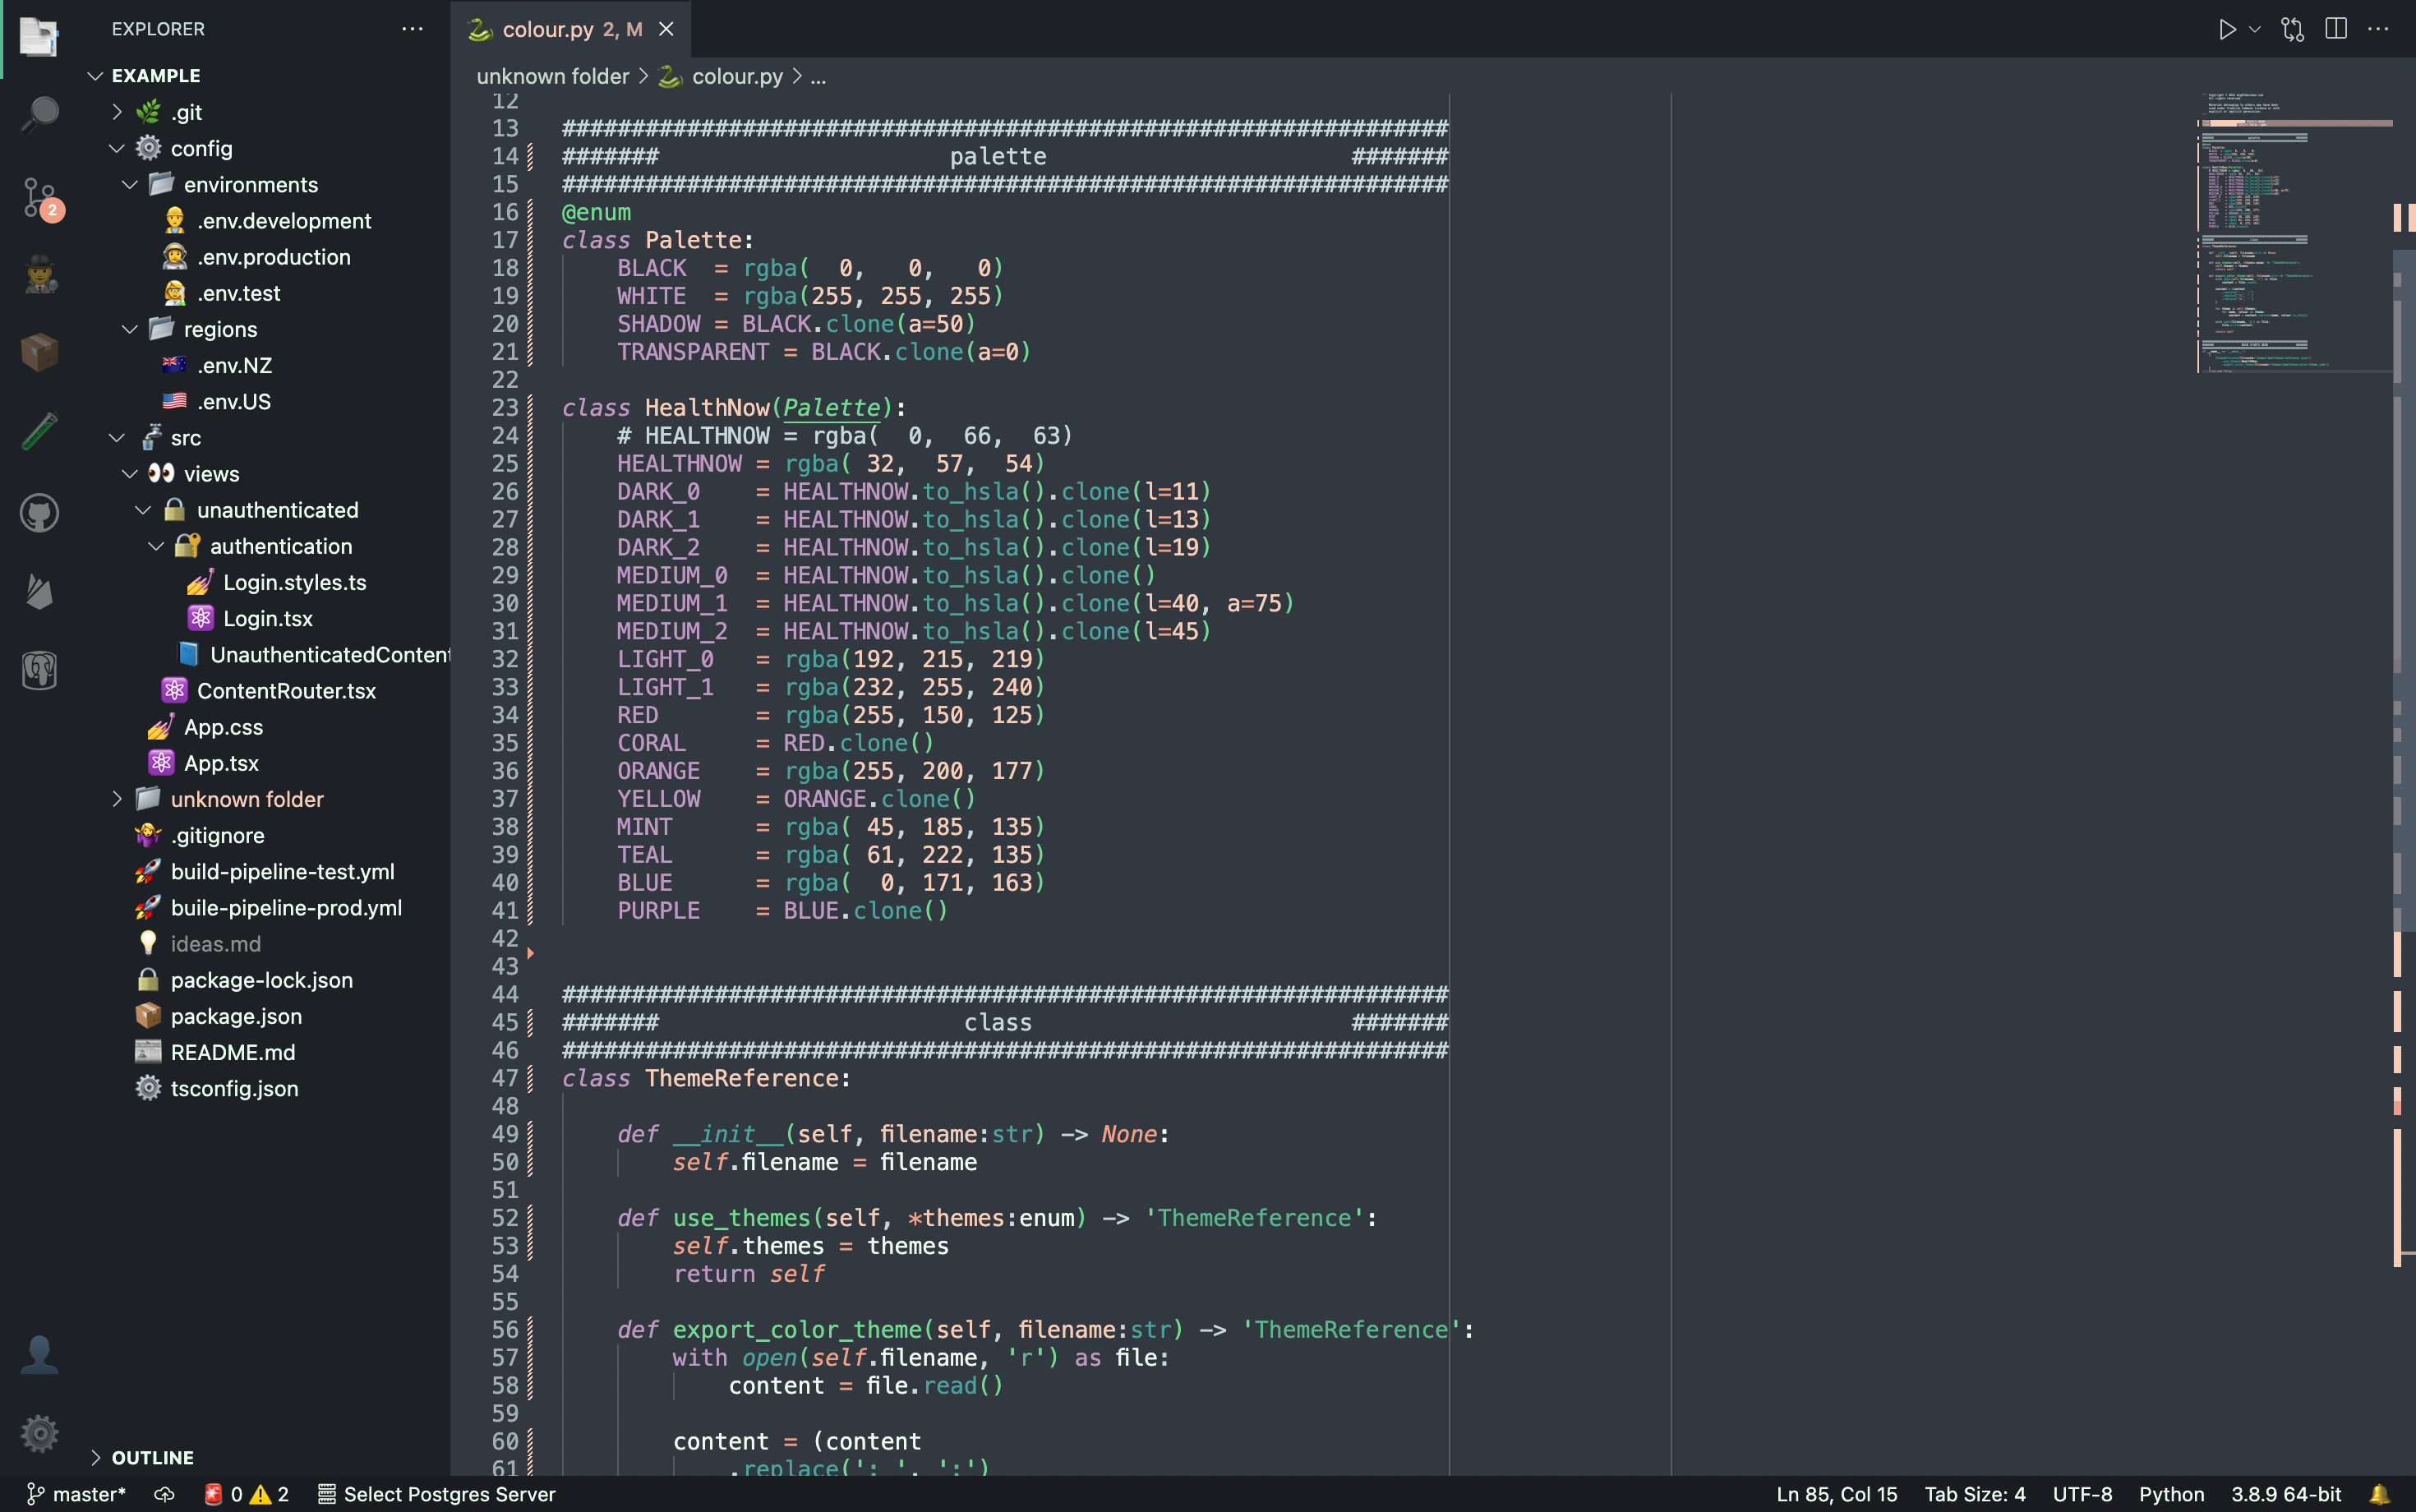 EXPLORER
EXAMPLE
.git
config
environments
.env.development
.env.production
.env.test
regions
.env.NZ
.env.US
src
views
unauthenticated
authentication
Login.styles.ts
Login.tsx
UnauthenticatedContent
ContentRouter.tsx
App.css
App.tsx
unknown folder
.gitignore
build-pipeline-test.yml
buile-pipeline-prod.yml
ideas.md
package-lock.json
package.json
README.md
tsconfig.json
OUTLINE
2
colour.py 2, M
unknown folder > colour.py > ...
12
13 ################################################################
14 #######                     palette                      #######
15 ################################################################
16 @enum
17 class Palette:
18     BLACK  = rgba(  0,   0,   0)
19     WHITE  = rgba(255, 255, 255)
20     SHADOW = BLACK.clone(a=50)
21     TRANSPARENT = BLACK.clone(a=0)
22
23 class HealthNow(Palette):
24     # HEALTHNOW = rgba(  0,  66,  63)
25     HEALTHNOW = rgba( 32,  57,  54)
26     DARK_0    = HEALTHNOW.to_hsla().clone(l=11)
27     DARK_1    = HEALTHNOW.to_hsla().clone(l=13)
28     DARK_2    = HEALTHNOW.to_hsla().clone(l=19)
29     MEDIUM_0  = HEALTHNOW.to_hsla().clone()
30     MEDIUM_1  = HEALTHNOW.to_hsla().clone(l=40, a=75)
31     MEDIUM_2  = HEALTHNOW.to_hsla().clone(l=45)
32     LIGHT_0   = rgba(192, 215, 219)
33     LIGHT_1   = rgba(232, 255, 240)
34     RED       = rgba(255, 150, 125)
35     CORAL     = RED.clone()
36     ORANGE    = rgba(255, 200, 177)
37     YELLOW    = ORANGE.clone()
38     MINT      = rgba( 45, 185, 135)
39     TEAL      = rgba( 61, 222, 135)
40     BLUE      = rgba(  0, 171, 163)
41     PURPLE    = BLUE.clone()
42
43
44 ################################################################
45 #######                      class                       #######
46 ################################################################
47 class ThemeReference:
48
49     def __init__(self, filename:str) -> None:
50         self.filename = filename
51
52     def use_themes(self, *themes:enum) -> 'ThemeReference':
53         self.themes = themes
54         return self
55
56     def export_color_theme(self, filename:str) -> 'ThemeReference':
57         with open(self.filename, 'r') as file:
58             content = file.read()
59
60         content = (content
61             .replace(': ', ':')
master* 0 2 Select Postgres Server Ln 85, Col 15 Tab Size: 4 UTF-8 Python 3.8.9 64-bit